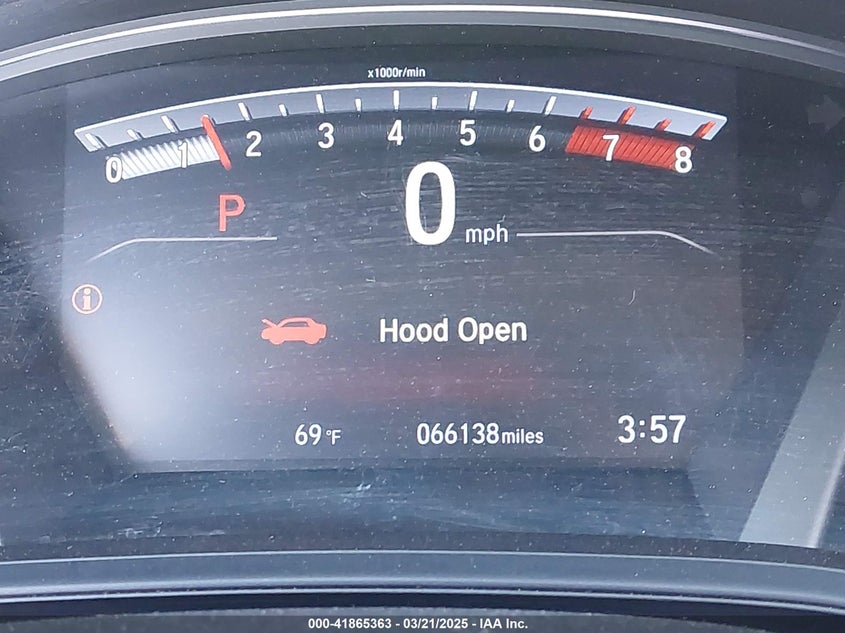 x1000r/min
0 1 2 3 4 5 6 7 8
P
0 mph
i
Hood Open
69°F 066138miles 3:57
000-41865363 - 03/21/2025 - IAA Inc.